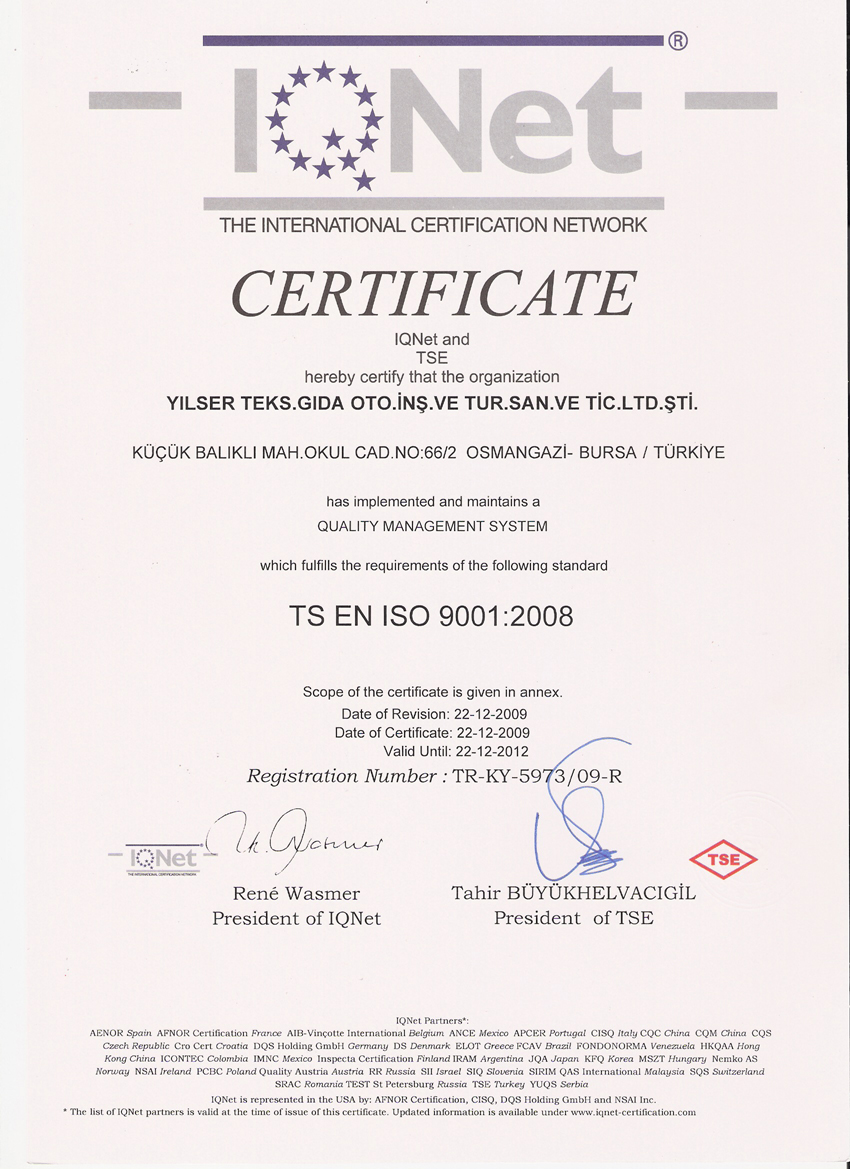 IQNet ®
THE INTERNATIONAL CERTIFICATION NETWORK
CERTIFICATE
IQNet and
TSE
hereby certify that the organization
YILSER TEKS.GIDA OTO.İNŞ.VE TUR.SAN.VE TİC.LTD.ŞTİ.
KÜÇÜK BALIKLI MAH.OKUL CAD.NO:66/2 OSMANGAZİ- BURSA / TÜRKİYE
has implemented and maintains a
QUALITY MANAGEMENT SYSTEM
which fulfills the requirements of the following standard
TS EN ISO 9001:2008
Scope of the certificate is given in annex.
Date of Revision: 22-12-2009
Date of Certificate: 22-12-2009
Valid Until: 22-12-2012
Registration Number : TR-KY-5973/09-R
IQNet
THE INTERNATIONAL CERTIFICATION NETWORK
TSE
René Wasmer
President of IQNet
Tahir BÜYÜKHELVACIGİL
President of TSE
IQNet Partners*:
AENOR Spain AFNOR Certification France AIB-Vinçotte International Belgium ANCE Mexico APCER Portugal CISQ Italy CQC China CQM China CQS
Czech Republic Cro Cert Croatia DQS Holding GmbH Germany DS Denmark ELOT Greece FCAV Brazil FONDONORMA Venezuela HKQAA Hong
Kong China ICONTEC Colombia IMNC Mexico Inspecta Certification Finland IRAM Argentina JQA Japan KFQ Korea MSZT Hungary Nemko AS
Norway NSAI Ireland PCBC Poland Quality Austria Austria RR Russia SII Israel SIQ Slovenia SIRIM QAS International Malaysia SQS Switzerland
SRAC Romania TEST St Petersburg Russia TSE Turkey YUQS Serbia
IQNet is represented in the USA by: AFNOR Certification, CISQ, DQS Holding GmbH and NSAI Inc.
* The list of IQNet partners is valid at the time of issue of this certificate. Updated information is available under www.iqnet-certification.com